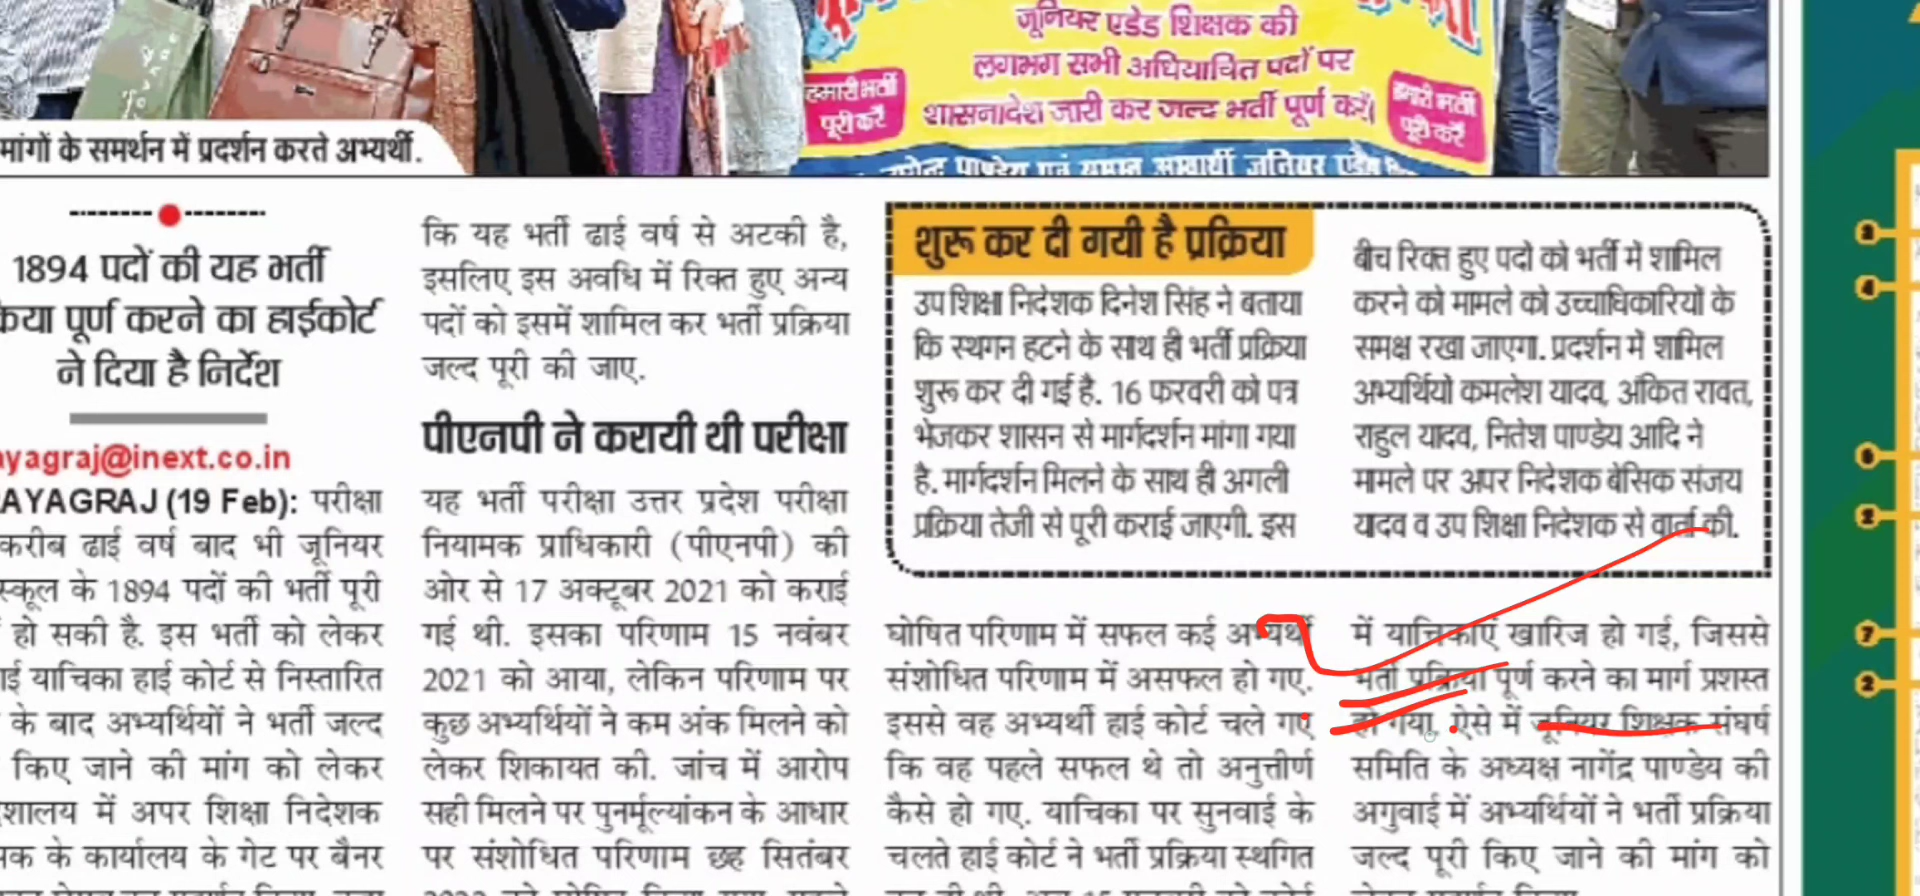 जूनियर एडेड शिक्षक की
लगभग सभी अधियाचित पदों पर
शासनादेश जारी कर जल्द भर्ती पूर्ण करें।
हमारी भर्ती
पूरी करें
हमारी भर्ती
पूरी करें
मांगों के समर्थन में प्रदर्शन करते अभ्यर्थी.
1894 पदों की यह भर्ती
पूर्ण करने का हाईकोर्ट
ने दिया है निर्देश
ayagraj@inext.co.in
AYAGRAJ (19 Feb): परीक्षा
करीब ढाई वर्ष बाद भी जूनियर
स्कूल के 1894 पदों की भर्ती पूरी
हो सकी है. इस भर्ती को लेकर
याचिका हाई कोर्ट से निस्तारित
के बाद अभ्यर्थियों ने भर्ती जल्द
किए जाने की मांग को लेकर
में अपर शिक्षा निदेशक
के कार्यालय के गेट पर बैनर
कि यह भर्ती ढाई वर्ष से अटकी है,
इसलिए इस अवधि में रिक्त हुए अन्य
पदों को इसमें शामिल कर भर्ती प्रक्रिया
जल्द पूरी की जाए.
पीएनपी ने करायी थी परीक्षा
यह भर्ती परीक्षा उत्तर प्रदेश परीक्षा
नियामक प्राधिकारी (पीएनपी) की
ओर से 17 अक्टूबर 2021 को कराई
गई थी. इसका परिणाम 15 नवंबर
2021 को आया, लेकिन परिणाम पर
कुछ अभ्यर्थियों ने कम अंक मिलने को
लेकर शिकायत की. जांच में आरोप
सही मिलने पर पुनर्मूल्यांकन के आधार
पर संशोधित परिणाम छह सितंबर
शुरू कर दी गयी है प्रक्रिया
उप शिक्षा निदेशक दिनेश सिंह ने बताया
कि स्थगन हटने के साथ ही भर्ती प्रक्रिया
शुरू कर दी गई है. 16 फरवरी को पत्र
भेजकर शासन से मार्गदर्शन मांगा गया
है. मार्गदर्शन मिलने के साथ ही अगली
प्रक्रिया तेजी से पूरी कराई जाएगी. इस
बीच रिक्त हुए पदों को भर्ती में शामिल
करने को मामले को उच्चाधिकारियों के
समक्ष रखा जाएगा. प्रदर्शन में शामिल
अभ्यर्थियों कमलेश यादव, अंकित रावत,
राहुल यादव, नितेश पाण्डेय आदि ने
मामले पर अपर निदेशक बेसिक संजय
यादव व उप शिक्षा निदेशक से वार्ता की.
घोषित परिणाम में सफल कई अभ्यर्थी
संशोधित परिणाम में असफल हो गए.
इससे वह अभ्यर्थी हाई कोर्ट चले गए
कि वह पहले सफल थे तो अनुत्तीर्ण
कैसे हो गए. याचिका पर सुनवाई के
चलते हाई कोर्ट ने भर्ती प्रक्रिया स्थगित
में याचिकाएं खारिज हो गई, जिससे
भर्ती प्रक्रिया पूर्ण करने का मार्ग प्रशस्त
हो गया. ऐसे में जूनियर शिक्षक संघर्ष
समिति के अध्यक्ष नागेंद्र पाण्डेय की
अगुवाई में अभ्यर्थियों ने भर्ती प्रक्रिया
जल्द पूरी किए जाने की मांग को